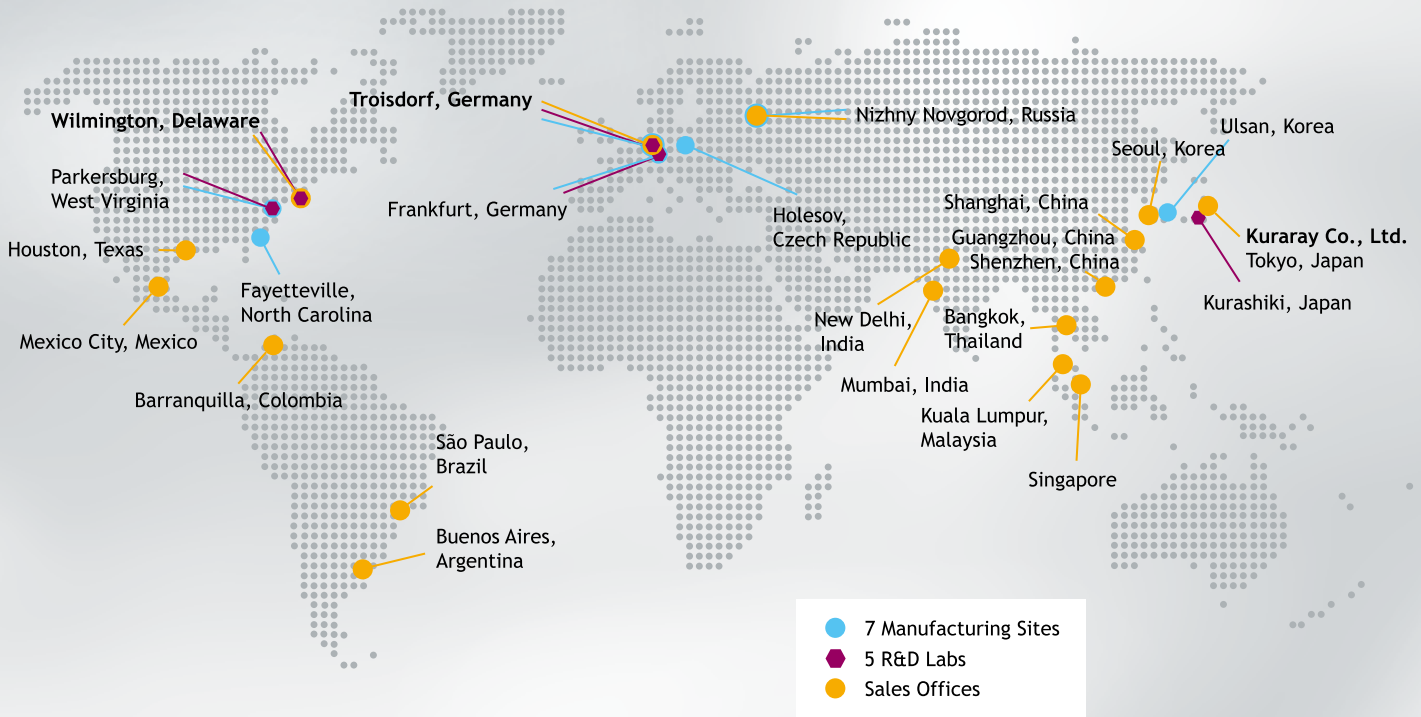 Troisdorf, Germany
Wilmington, Delaware
Nizhny Novgorod, Russia
Ulsan, Korea
Seoul, Korea
Parkersburg,
West Virginia
Frankfurt, Germany
Shanghai, China
Holesov,
Czech Republic
Guangzhou, China
Shenzhen, China
Kuraray Co., Ltd.
Tokyo, Japan
Houston, Texas
Fayetteville,
North Carolina
Kurashiki, Japan
New Delhi,
India
Bangkok,
Thailand
Mexico City, Mexico
Mumbai, India
Barranquilla, Colombia
Kuala Lumpur,
Malaysia
São Paulo,
Brazil
Singapore
Buenos Aires,
Argentina
7 Manufacturing Sites
5 R&D Labs
Sales Offices